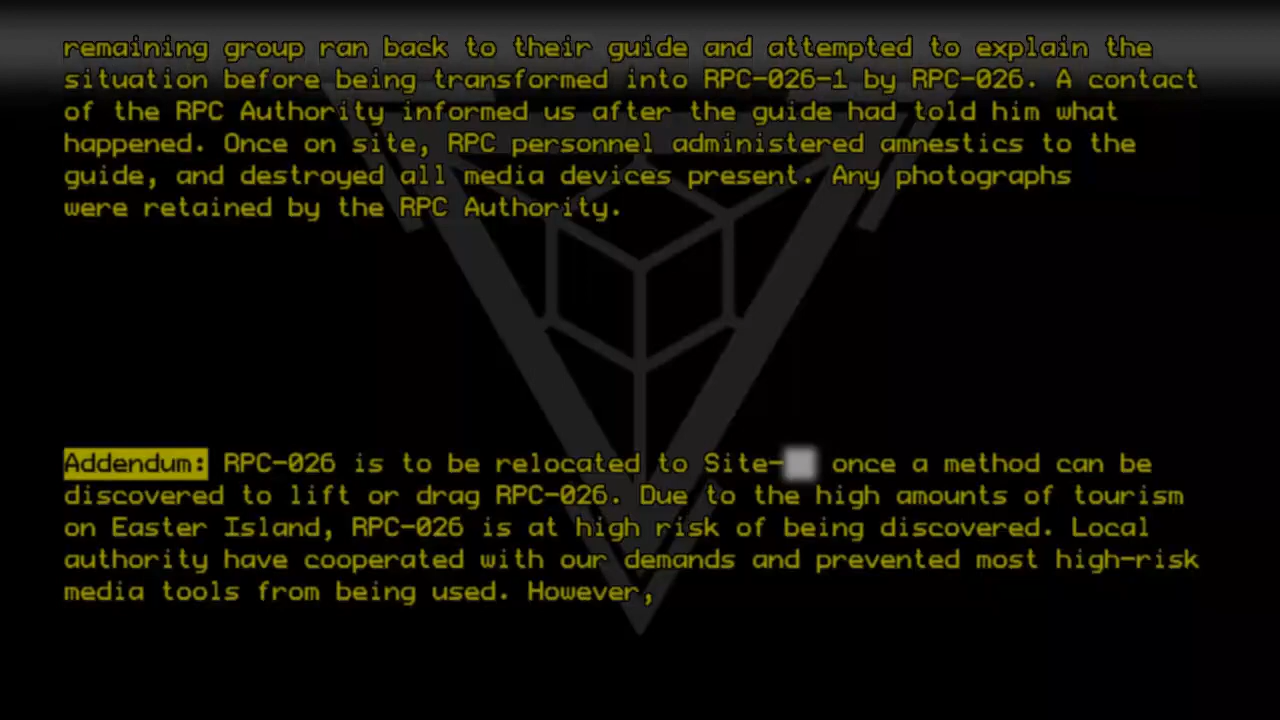 remaining group ran back to their guide and attempted to explain the
situation before being transformed into RPC-026-1 by RPC-026. A contact
of the RPC Authority informed us after the guide had told him what
happened. Once on site, RPC personnel administered amnestics to the
guide, and destroyed all media devices present. Any photographs
were retained by the RPC Authority.
Addendum: RPC-026 is to be relocated to Site- once a method can be
discovered to lift or drag RPC-026. Due to the high amounts of tourism
on Easter Island, RPC-026 is at high risk of being discovered. Local
authority have cooperated with our demands and prevented most high-risk
media tools from being used. However,